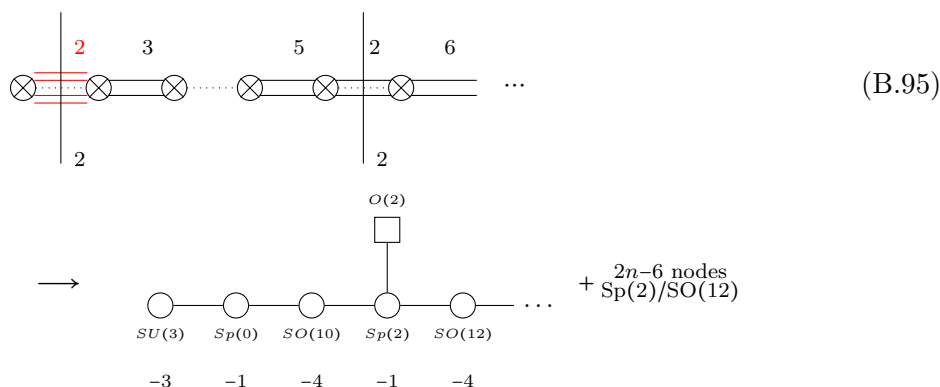 2 3 5 2 6
... (B.95)
2 2
O(2)
⟶ ... + 2n–6 nodes
Sp(2)/SO(12)
SU(3) Sp(0) SO(10) Sp(2) SO(12)
–3 –1 –4 –1 –4